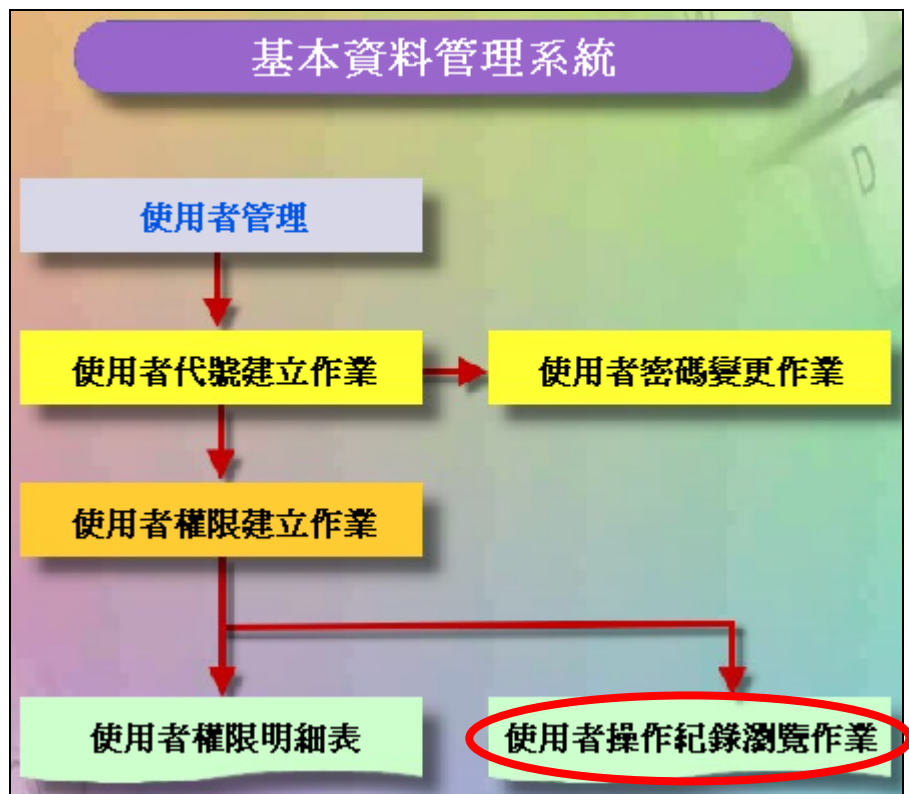 基本資料管理系統
使用者管理
使用者代號建立作業
使用者密碼變更作業
使用者權限建立作業
使用者權限明細表
使用者操作紀錄瀏覽作業
D